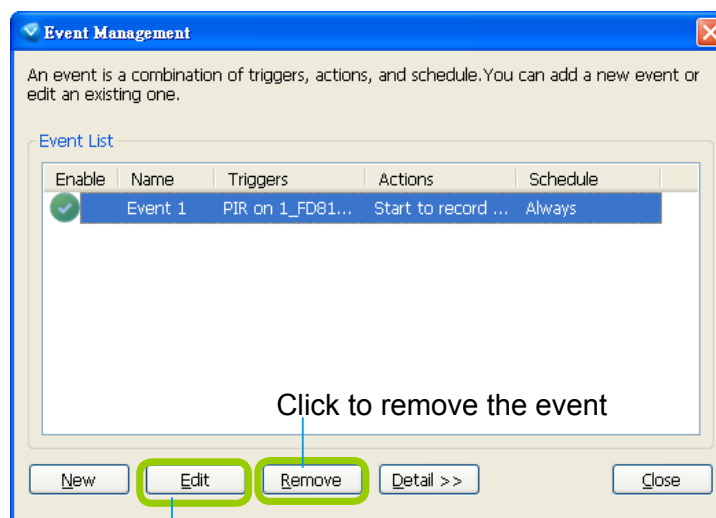 Event Management
An event is a combination of triggers, actions, and schedule.You can add a new event or
edit an existing one.
Event List
Enable Name Triggers Actions Schedule
Event 1 PIR on 1_FD81... Start to record ... Always
Click to remove the event
New Edit Remove Detail >> Close